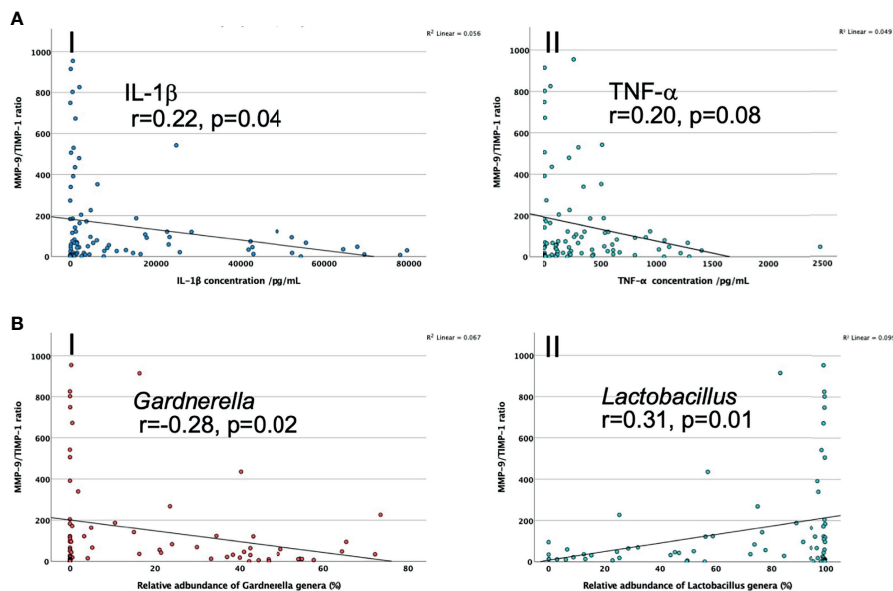 A
I
R² Linear = 0.056
IL-1β
r=0.22, p=0.04
MMP-9/TIMP-1 ratio
1000
800
600
400
200
0
0 20000 40000 60000 80000
IL-1β concentration /pg/mL
II
R² Linear = 0.049
TNF-α
r=0.20, p=0.08
MMP-9/TIMP-1 ratio
1000
800
600
400
200
0
0 500 1000 1500 2000 2500
TNF-α concentration /pg/mL
B
I
R² Linear = 0.067
Gardnerella
r=-0.28, p=0.02
MMP-9/TIMP-1 ratio
1000
800
600
400
200
0
0 20 40 60 80
Relative adbundance of Gardnerella genera (%)
II
Lactobacillus
r=0.31, p=0.01
MMP-9/TIMP-1 ratio
1000
800
600
400
200
0
0 20 40 60 80 100
Relative adbundance of Lactobacillus genera (%)